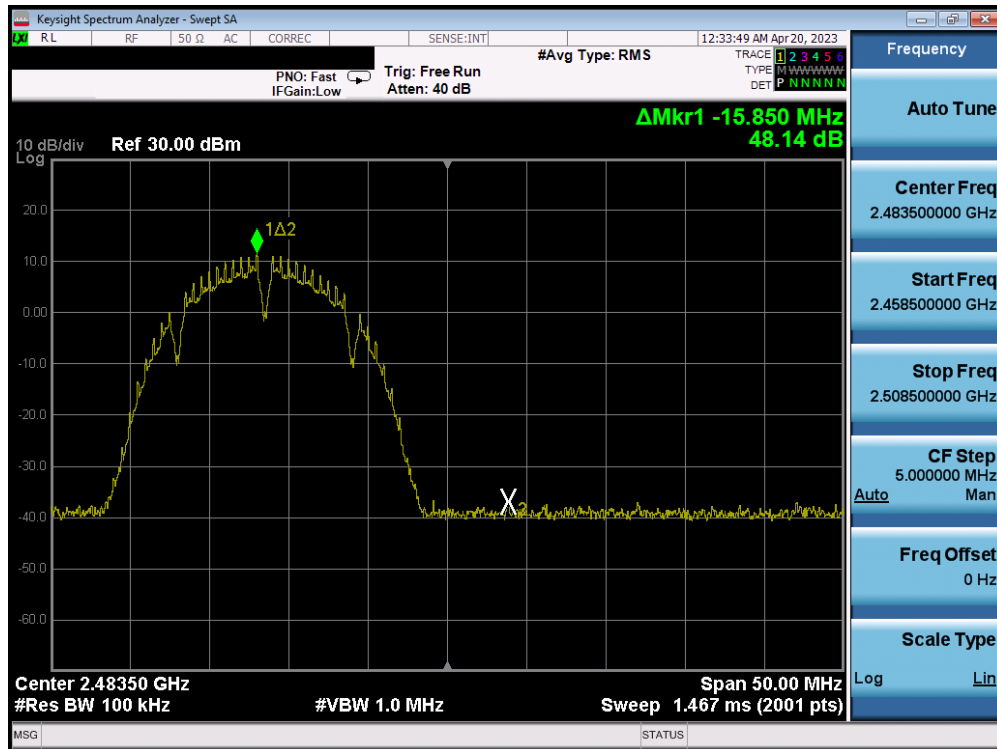 Keysight Spectrum Analyzer - Swept SA
LXI RL RF 50 Ω AC CORREC SENSE:INT 12:33:49 AM Apr 20, 2023
#Avg Type: RMS
TRACE 1 2 3 4 5 6
PNO: Fast Trig: Free Run TYPE M WWWWWW
IFGain:Low Atten: 40 dB DET P N N N N N
ΔMkr1 -15.850 MHz
48.14 dB
10 dB/div Ref 30.00 dBm
Log
20.0
1Δ2
10.0
0.00
-10.0
-20.0
-30.0
X2
-40.0
-50.0
-60.0
Center 2.48350 GHz Span 50.00 MHz
#Res BW 100 kHz #VBW 1.0 MHz Sweep 1.467 ms (2001 pts)
MSG STATUS
Frequency
Auto Tune
Center Freq
2.483500000 GHz
Start Freq
2.458500000 GHz
Stop Freq
2.508500000 GHz
CF Step
5.000000 MHz
Auto Man
Freq Offset
0 Hz
Scale Type
Log Lin